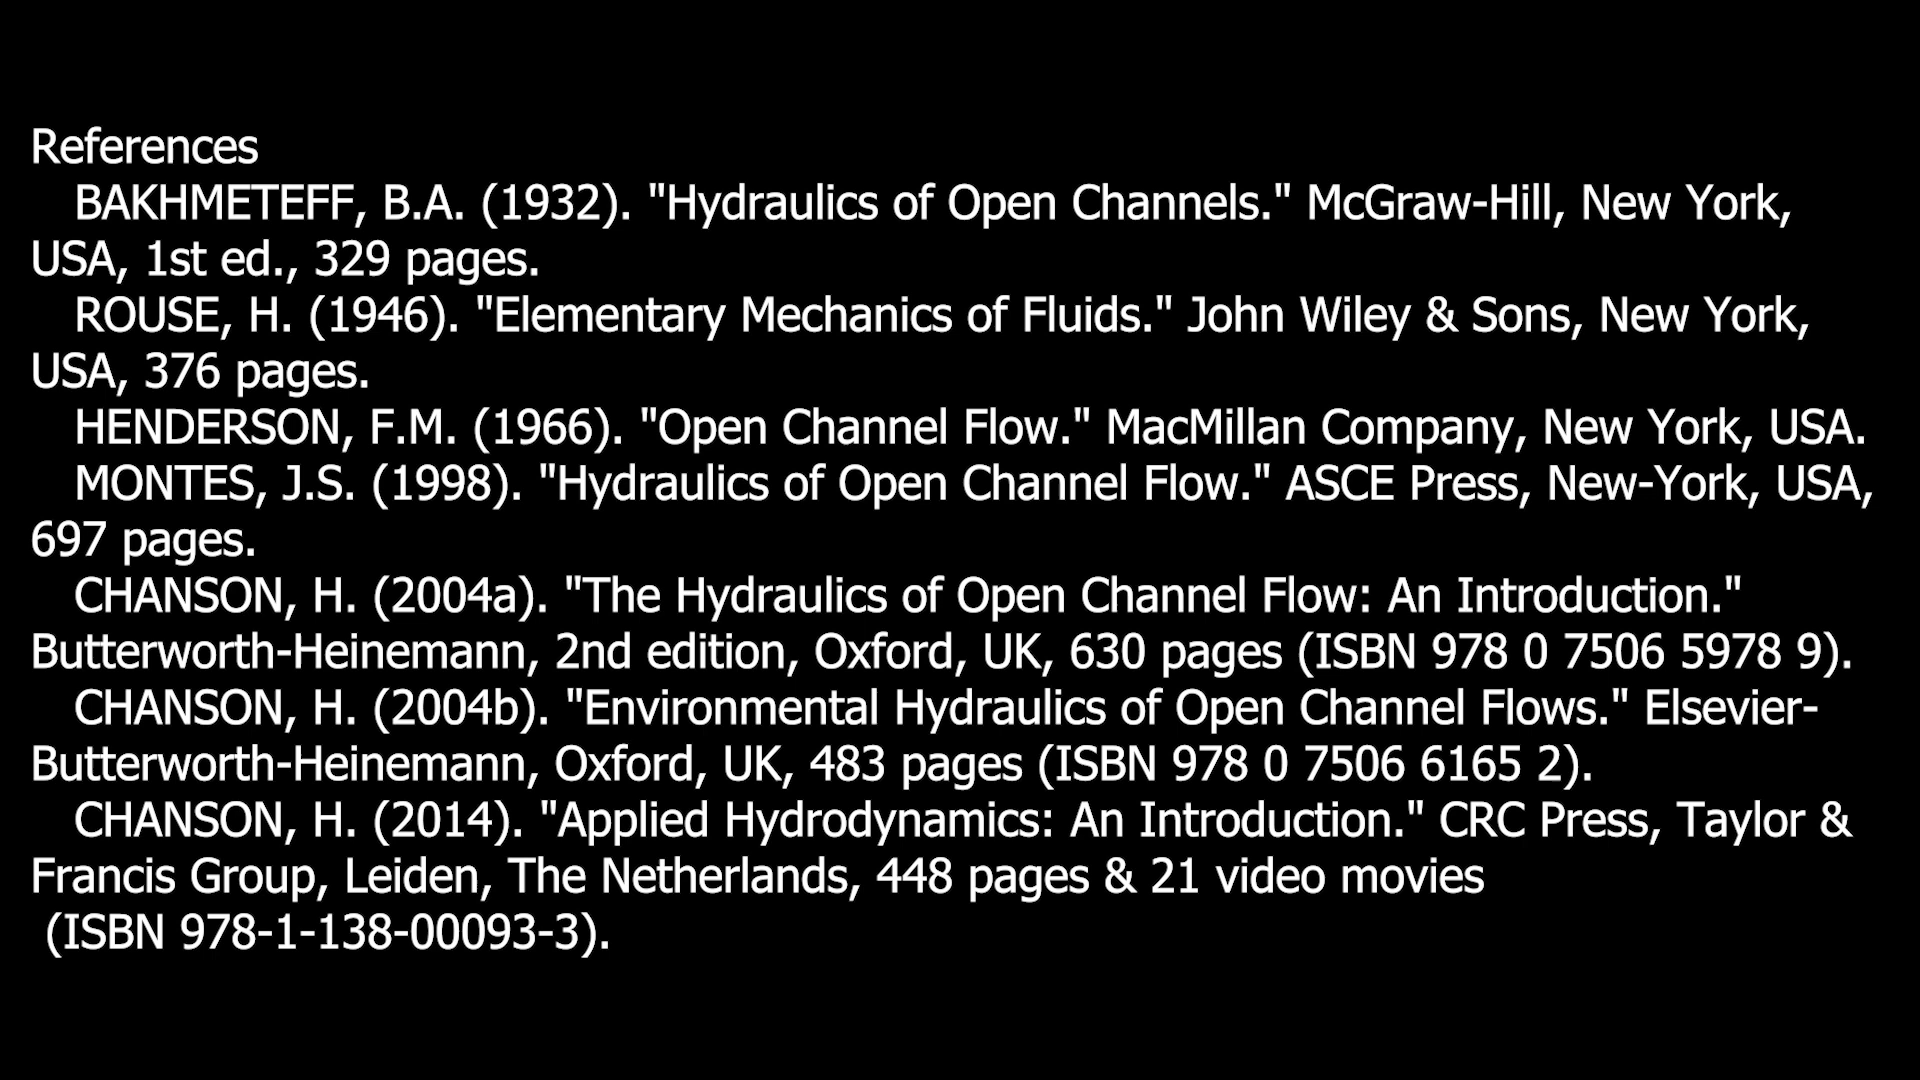 References
BAKHMETEFF, B.A. (1932). "Hydraulics of Open Channels." McGraw-Hill, New York,
USA, 1st ed., 329 pages.
ROUSE, H. (1946). "Elementary Mechanics of Fluids." John Wiley & Sons, New York,
USA, 376 pages.
HENDERSON, F.M. (1966). "Open Channel Flow." MacMillan Company, New York, USA.
MONTES, J.S. (1998). "Hydraulics of Open Channel Flow." ASCE Press, New-York, USA,
697 pages.
CHANSON, H. (2004a). "The Hydraulics of Open Channel Flow: An Introduction."
Butterworth-Heinemann, 2nd edition, Oxford, UK, 630 pages (ISBN 978 0 7506 5978 9).
CHANSON, H. (2004b). "Environmental Hydraulics of Open Channel Flows." Elsevier-
Butterworth-Heinemann, Oxford, UK, 483 pages (ISBN 978 0 7506 6165 2).
CHANSON, H. (2014). "Applied Hydrodynamics: An Introduction." CRC Press, Taylor &
Francis Group, Leiden, The Netherlands, 448 pages & 21 video movies
(ISBN 978-1-138-00093-3).